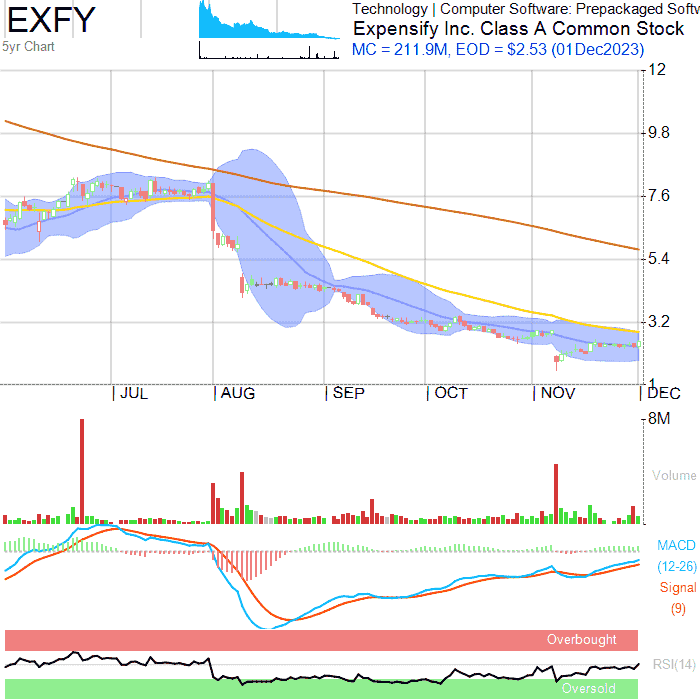 EXFY
5yr Chart
Technology | Computer Software: Prepackaged Softw
Expensify Inc. Class A Common Stock
MC = 211.9M, EOD = $2.53 (01Dec2023)
12
9.8
7.6
5.4
3.2
1
JUL AUG SEP OCT NOV DEC
8M
Volume
MACD
(12-26)
Signal
(9)
Overbought
RSI(14)
Oversold